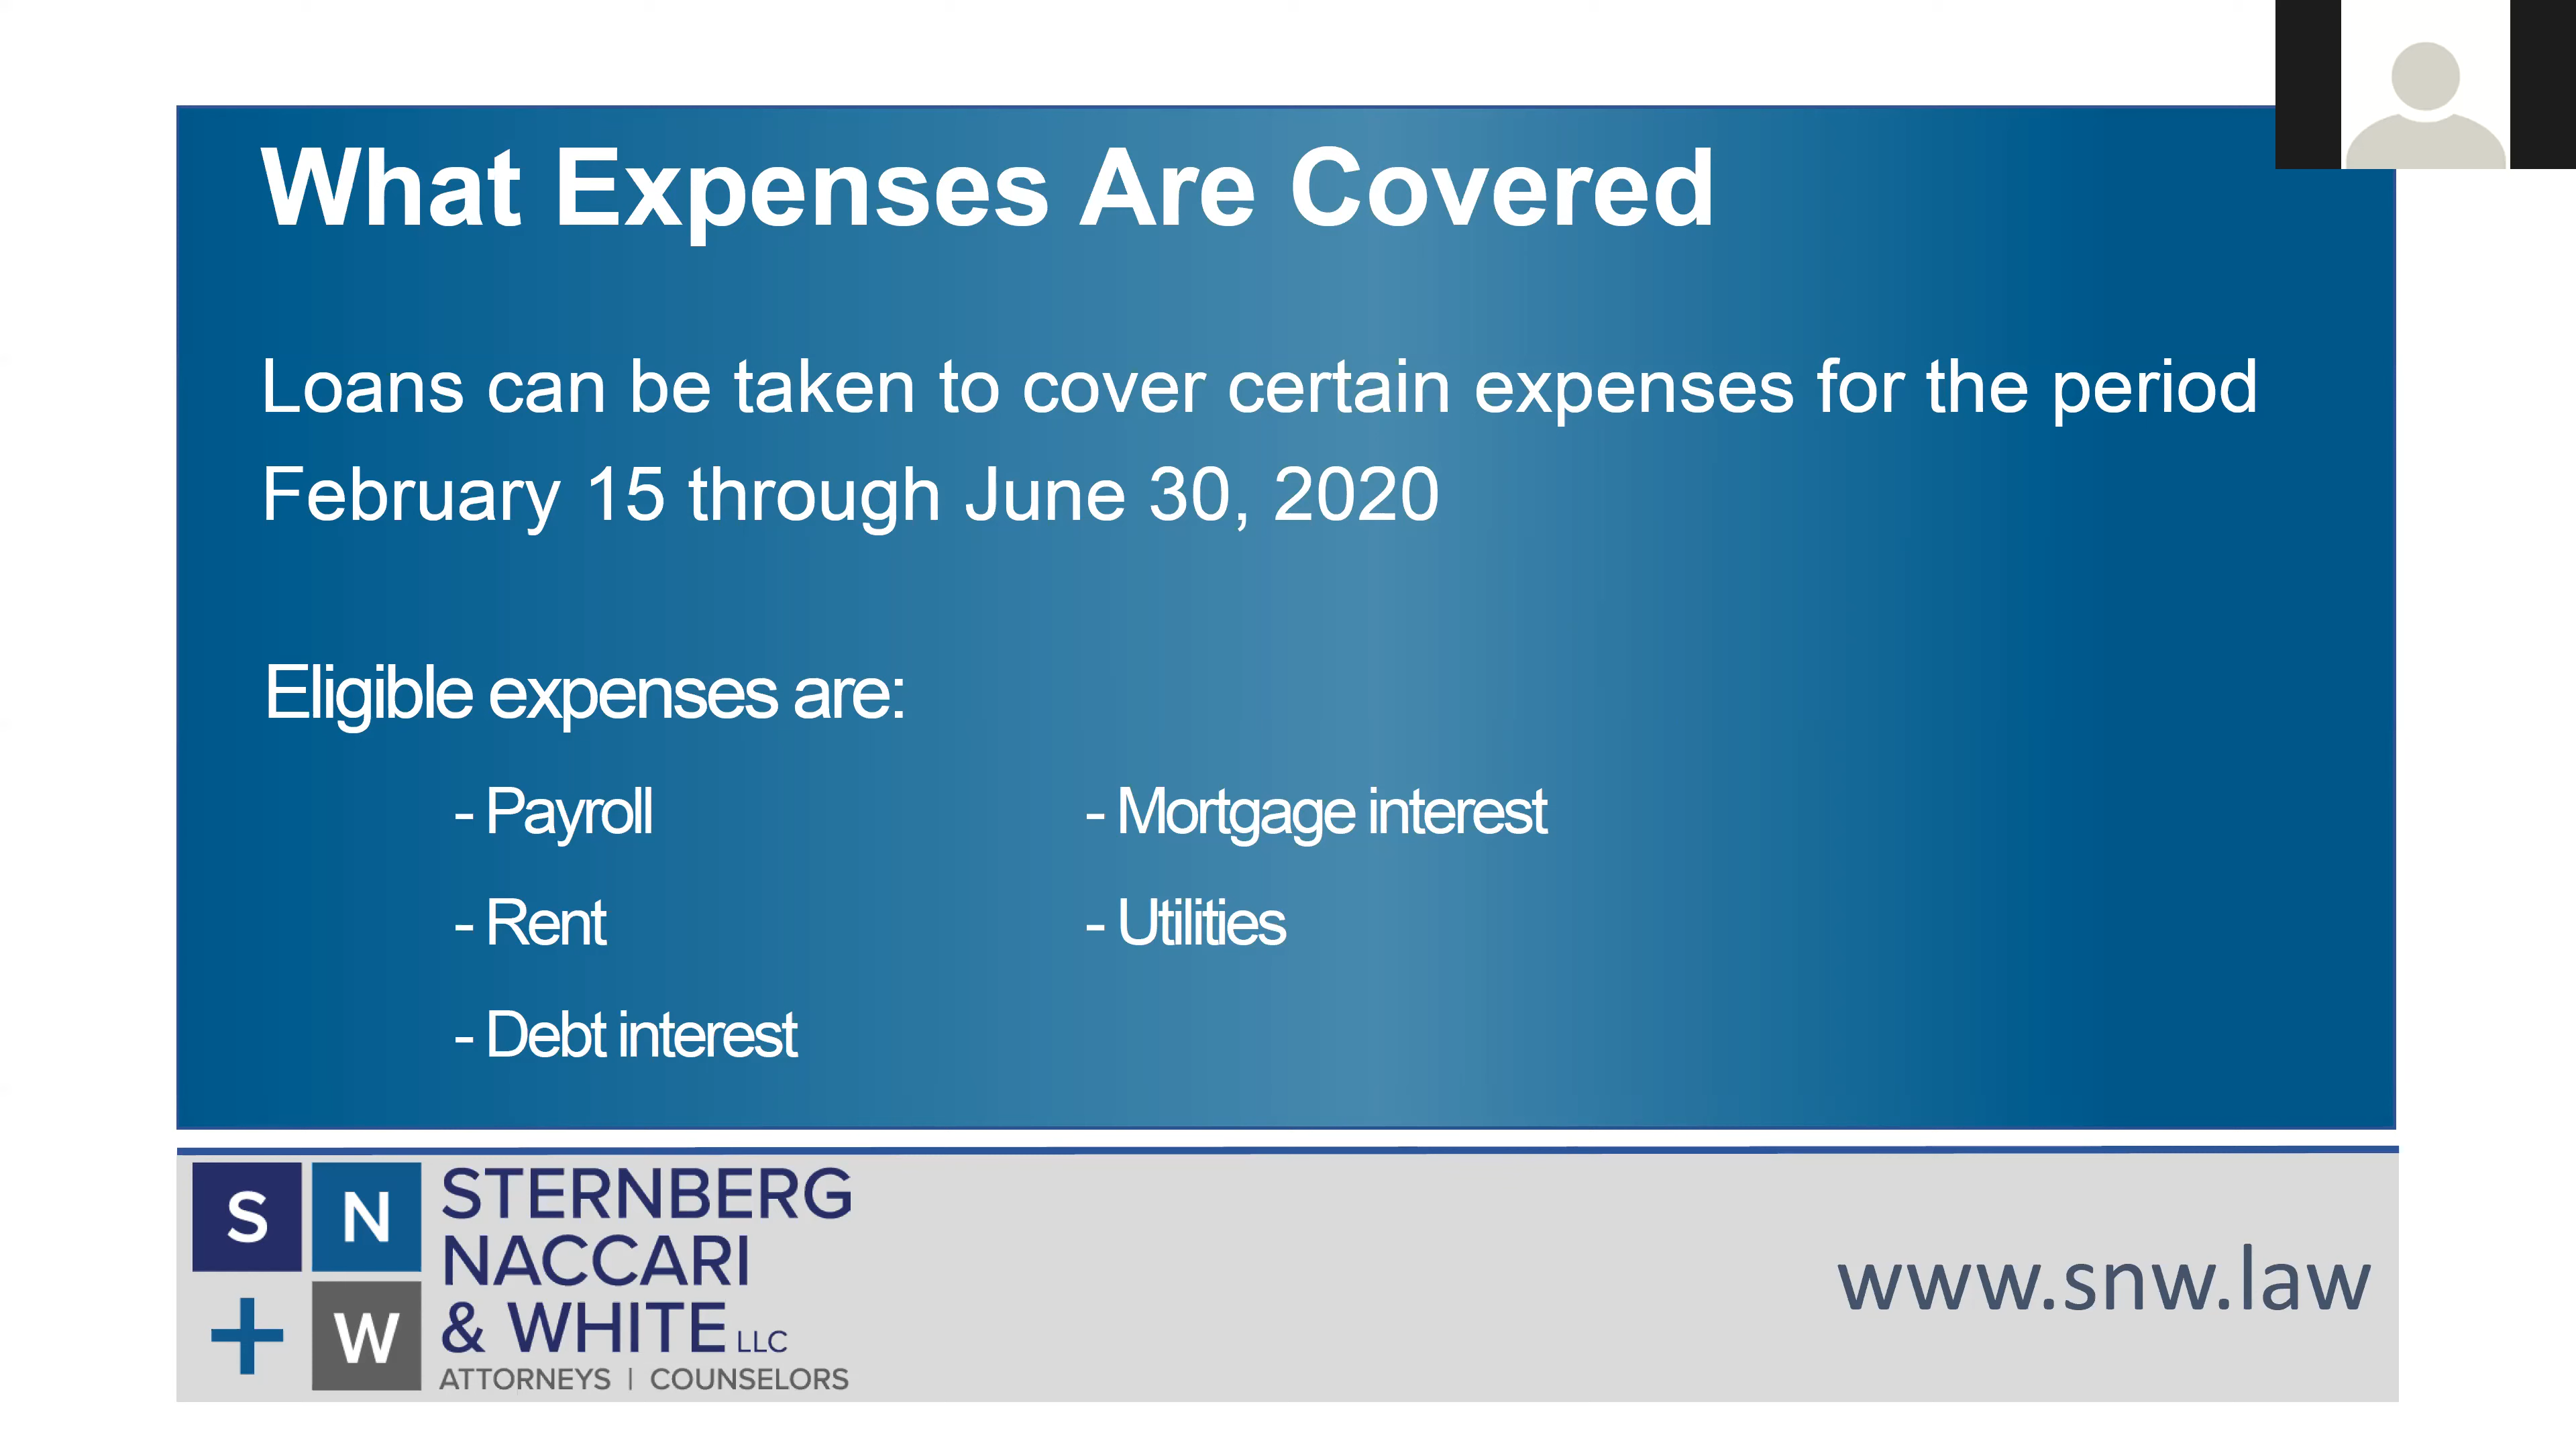 What Expenses Are Covered
Loans can be taken to cover certain expenses for the period
February 15 through June 30, 2020
Eligible expenses are:
- Payroll
- Mortgage interest
- Rent
- Utilities
- Debt interest
S N
+ W
STERNBERG
NACCARI
& WHITE LLC
ATTORNEYS | COUNSELORS
www.snw.law